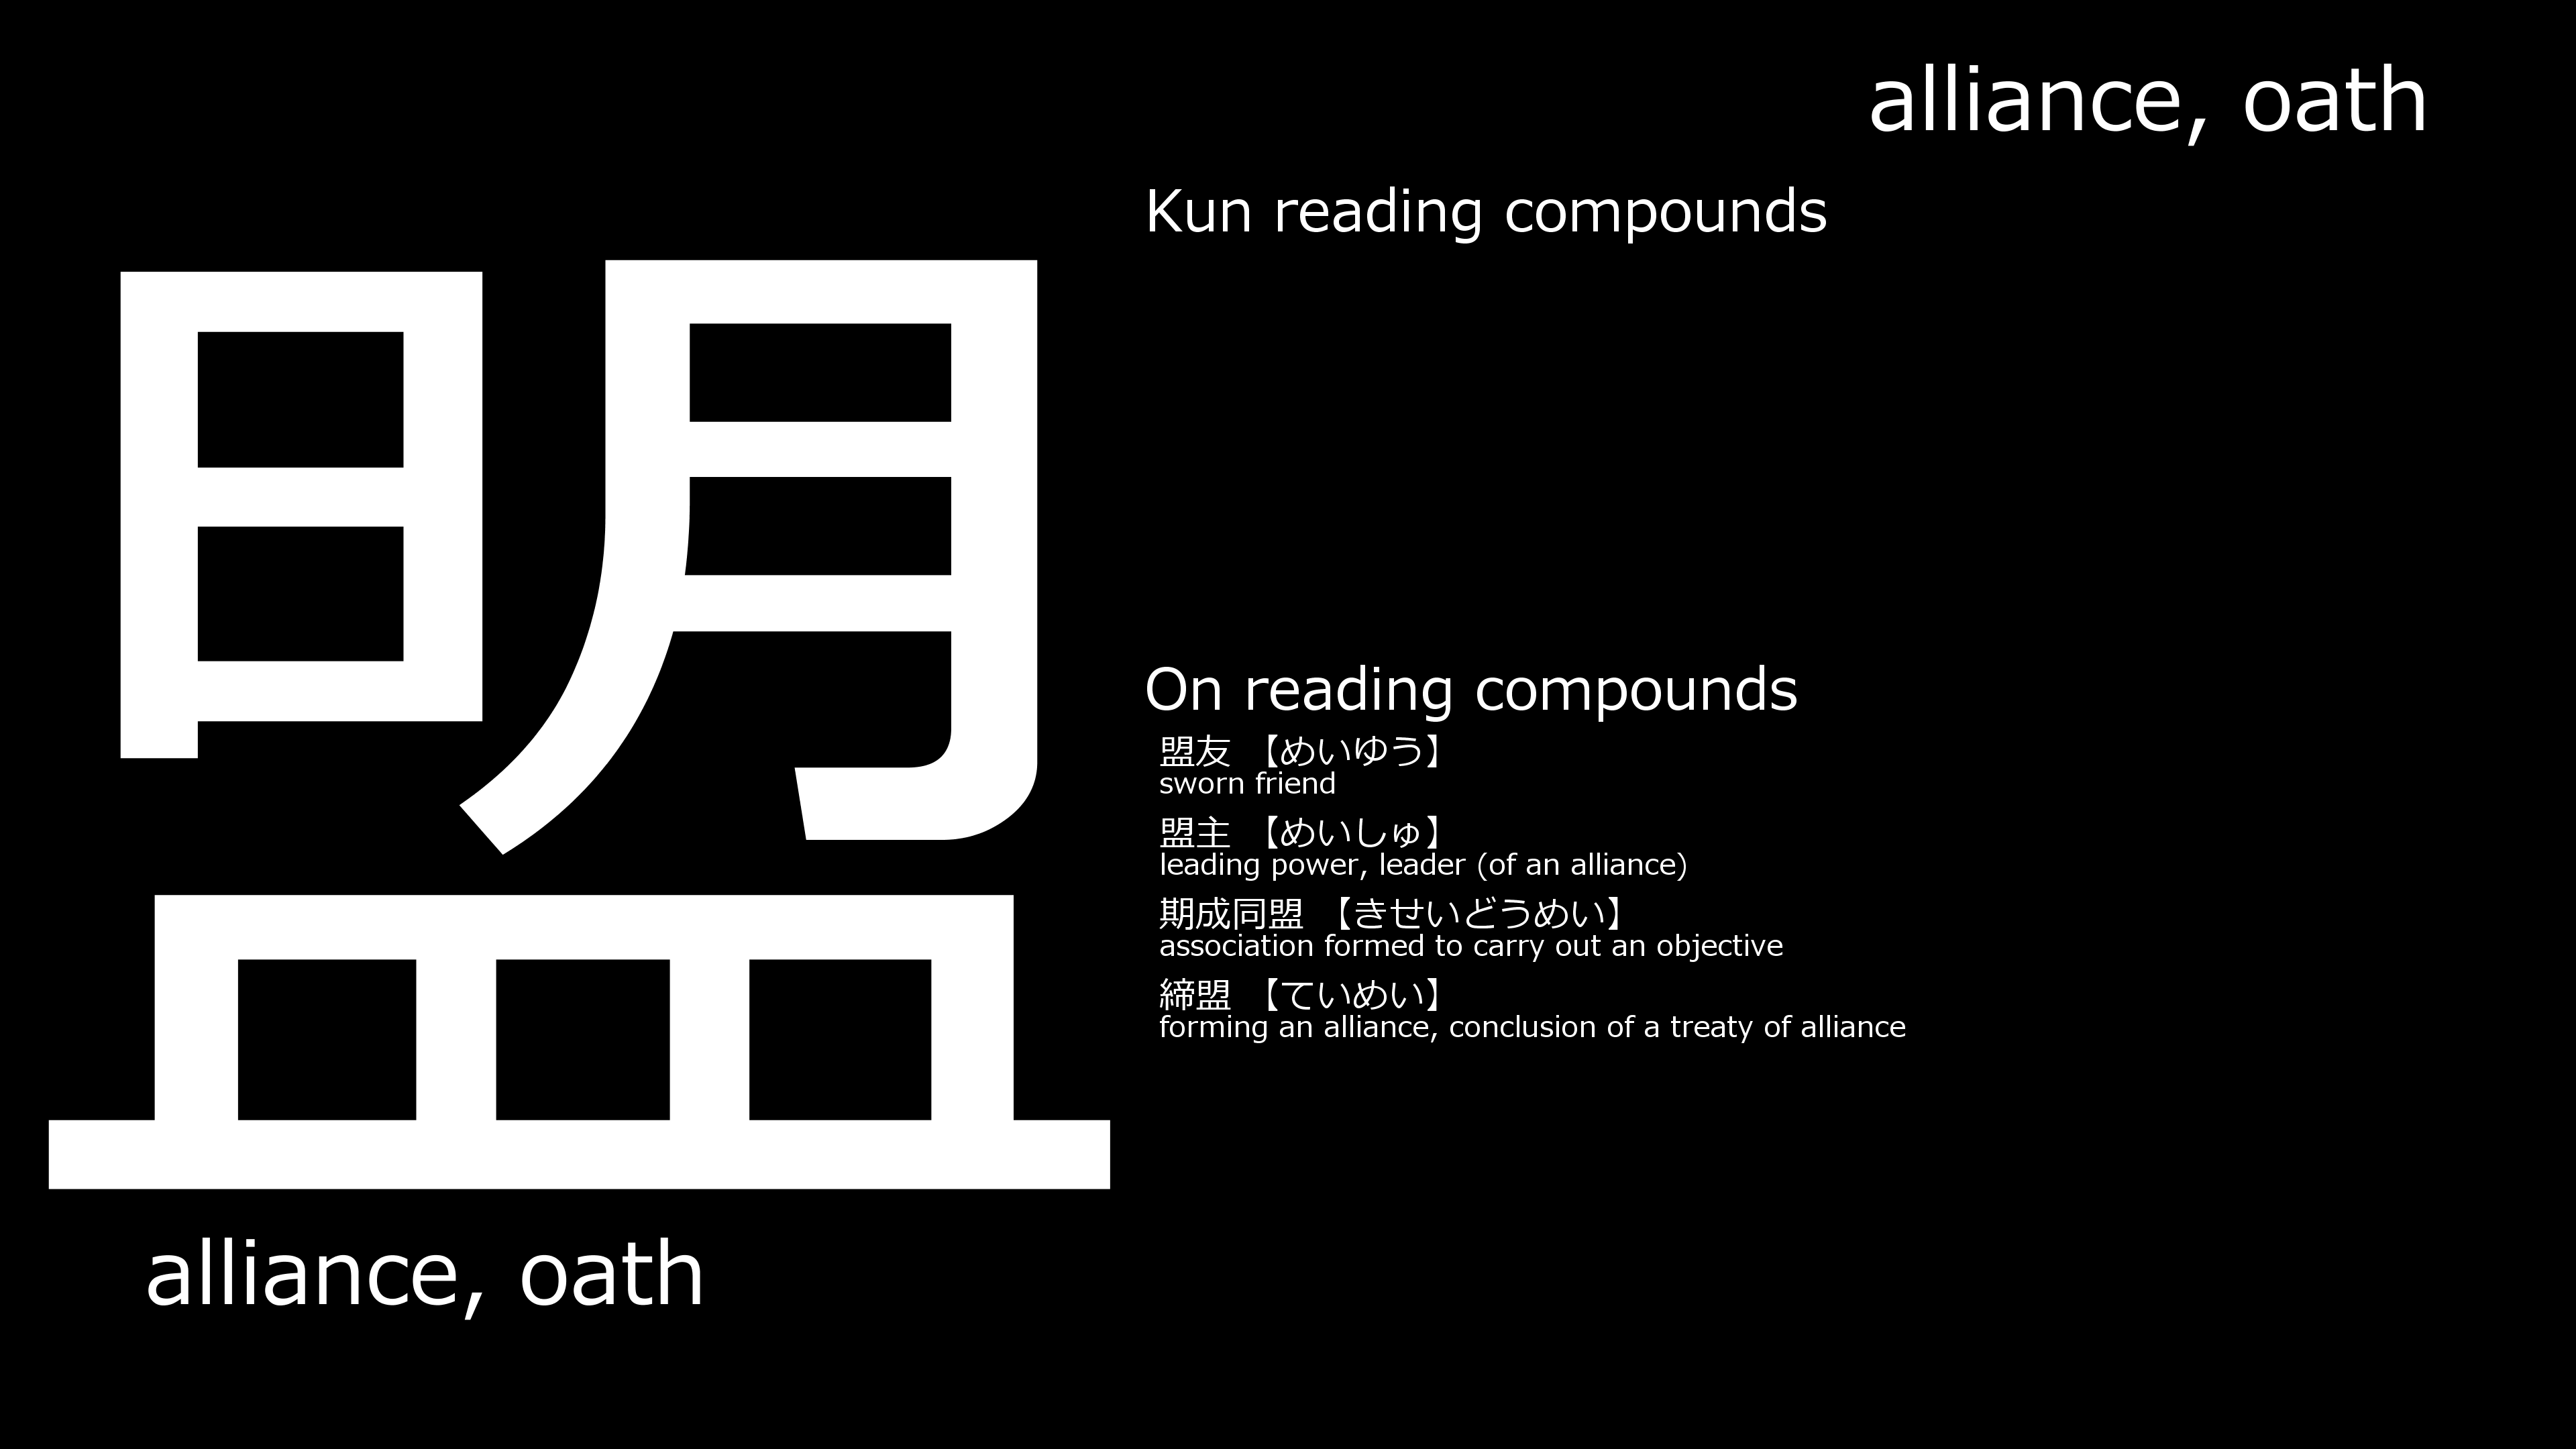 盟
alliance, oath
alliance, oath
Kun reading compounds
On reading compounds
盟友 【めいゆう】
sworn friend
盟主 【めいしゅ】
leading power, leader (of an alliance)
期成同盟 【きせいどうめい】
association formed to carry out an objective
締盟 【ていめい】
forming an alliance, conclusion of a treaty of alliance